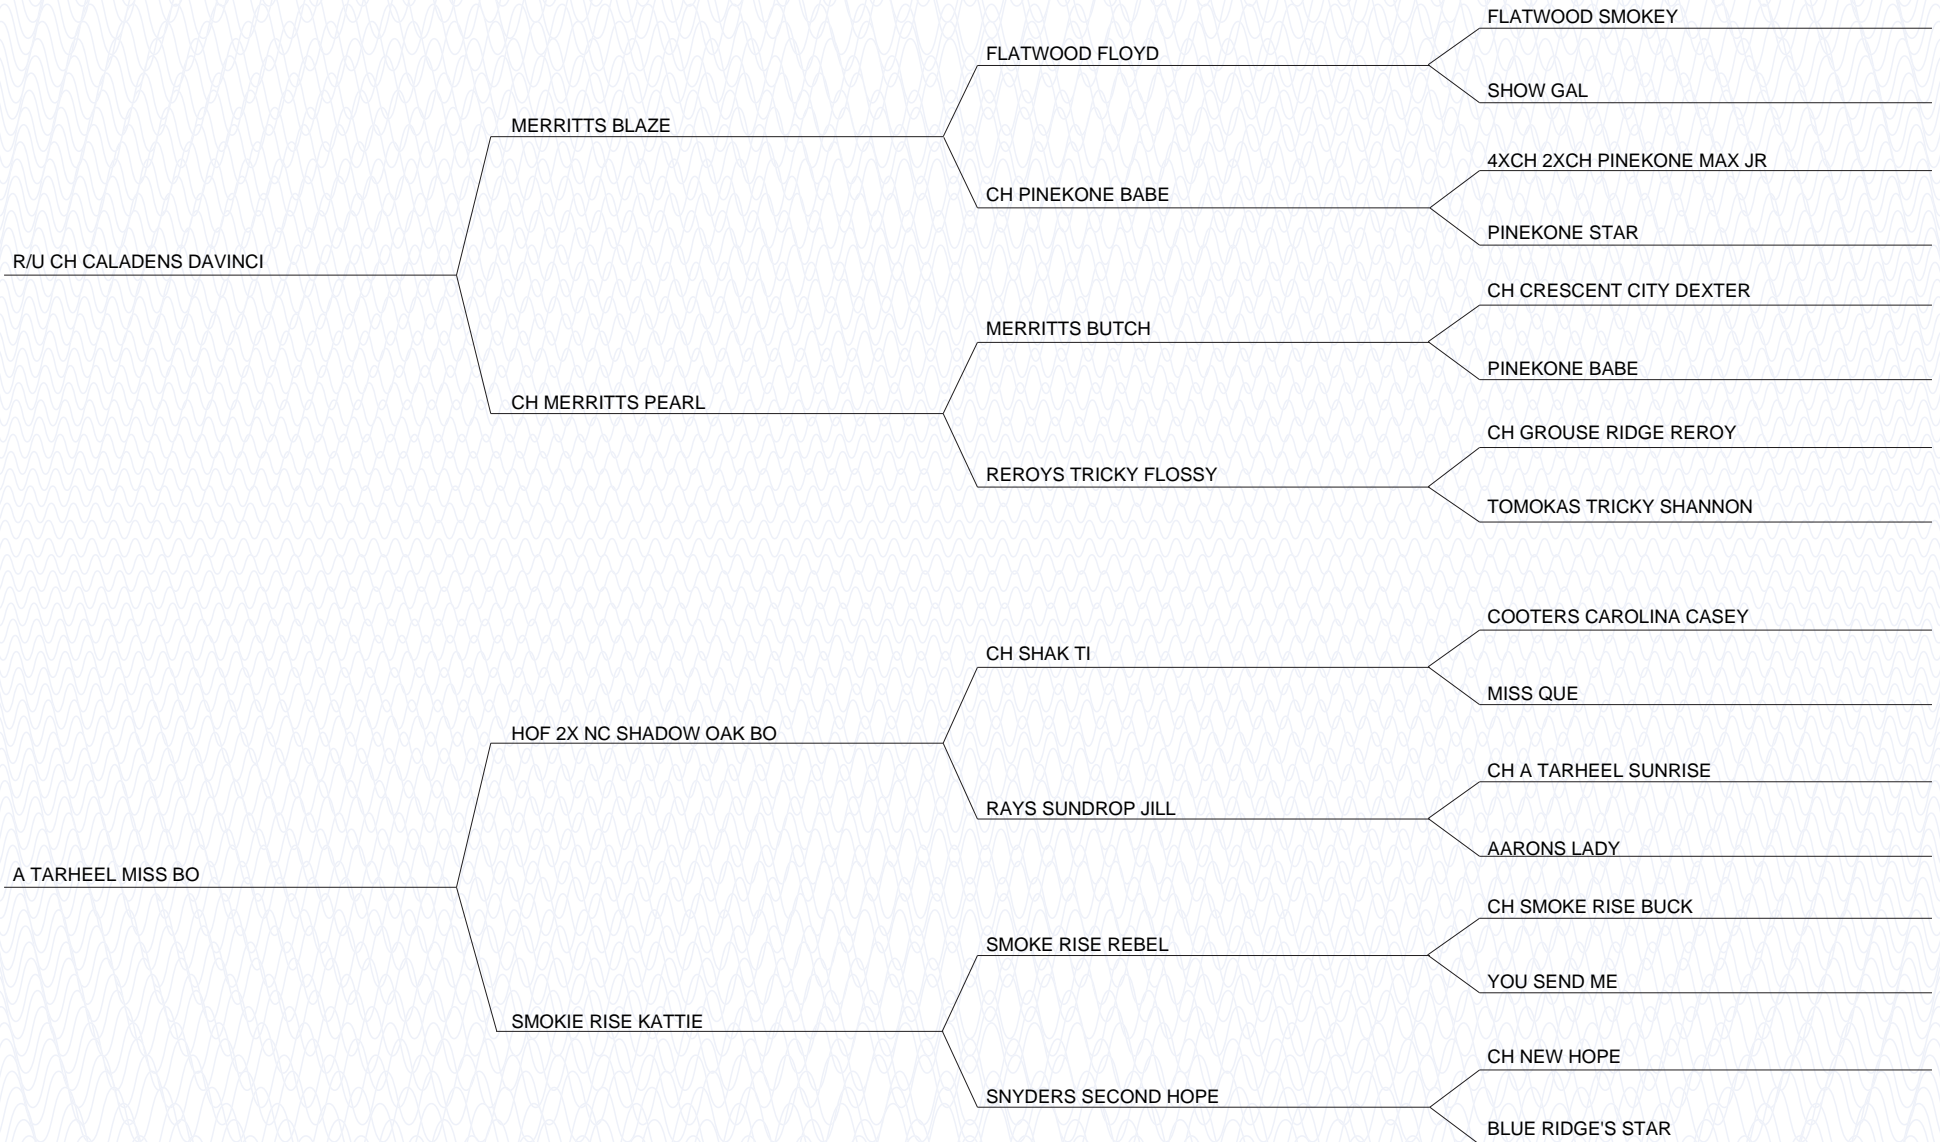 FLATWOOD SMOKEY
FLATWOOD FLOYD
SHOW GAL
MERRITTS BLAZE
4XCH 2XCH PINEKONE MAX JR
CH PINEKONE BABE
PINEKONE STAR
R/U CH CALADENS DAVINCI
CH CRESCENT CITY DEXTER
MERRITTS BUTCH
PINEKONE BABE
CH MERRITTS PEARL
CH GROUSE RIDGE REROY
REROYS TRICKY FLOSSY
TOMOKAS TRICKY SHANNON
COOTERS CAROLINA CASEY
CH SHAK TI
MISS QUE
HOF 2X NC SHADOW OAK BO
CH A TARHEEL SUNRISE
RAYS SUNDROP JILL
AARONS LADY
A TARHEEL MISS BO
CH SMOKE RISE BUCK
SMOKE RISE REBEL
YOU SEND ME
SMOKIE RISE KATTIE
CH NEW HOPE
SNYDERS SECOND HOPE
BLUE RIDGE'S STAR